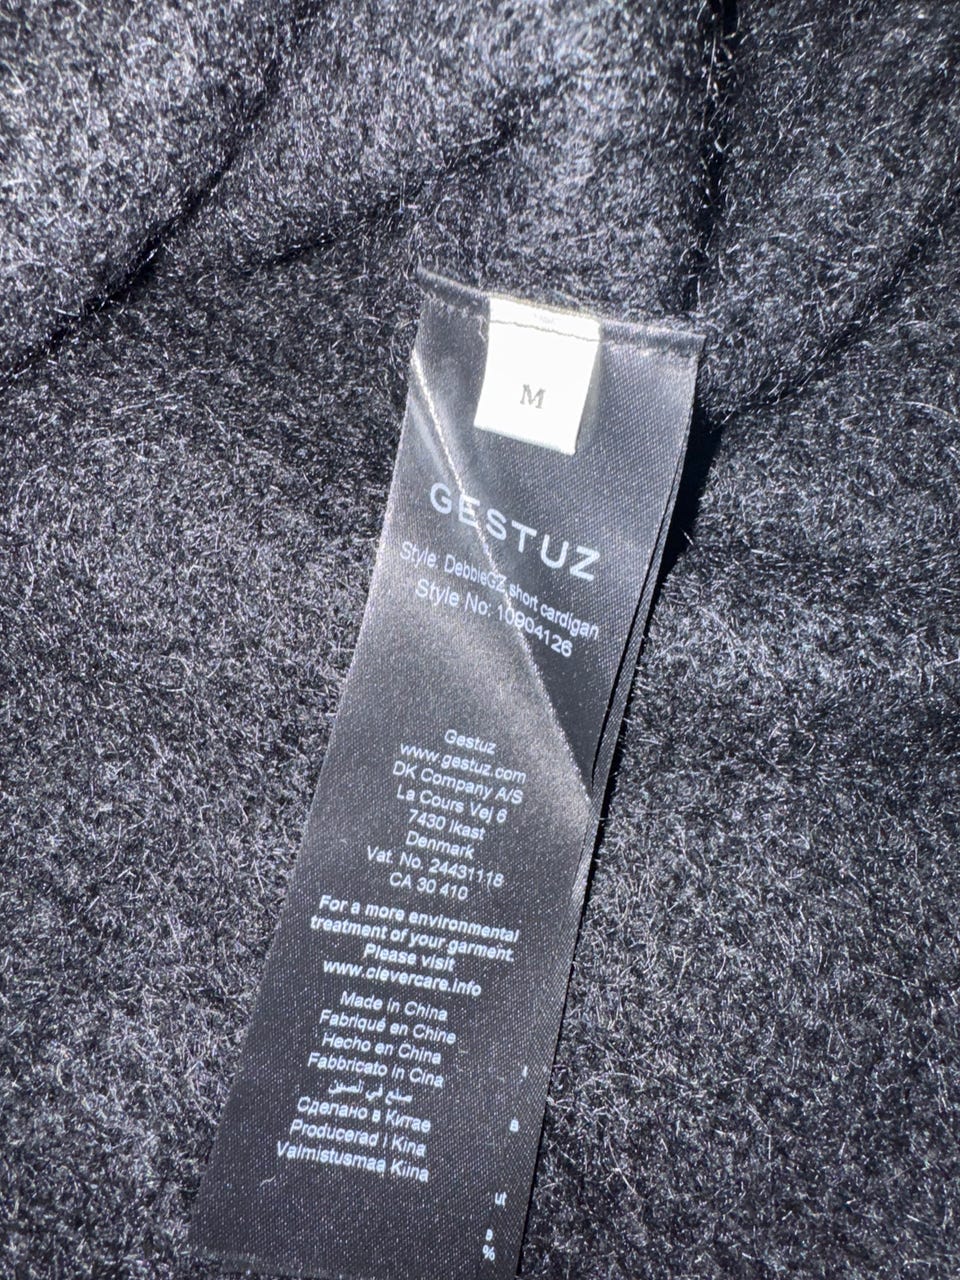 M
GESTUZ
Style: DebbieGZ short cardigan
Style No: 10904126
Gestuz
www.gestuz.com
DK Company A/S
La Cours Vej 6
7430 Ikast
Denmark
Vat. No. 24431118
CA 30 410
For a more environmental
treatment of your garment.
Please visit
www.clevercare.info
Made in China
Fabriqué en Chine
Hecho en China
Fabbricato in Cina
صنع في الصين
Сделано в Китае
Producerad i Kina
Valmistusmaa Kiina